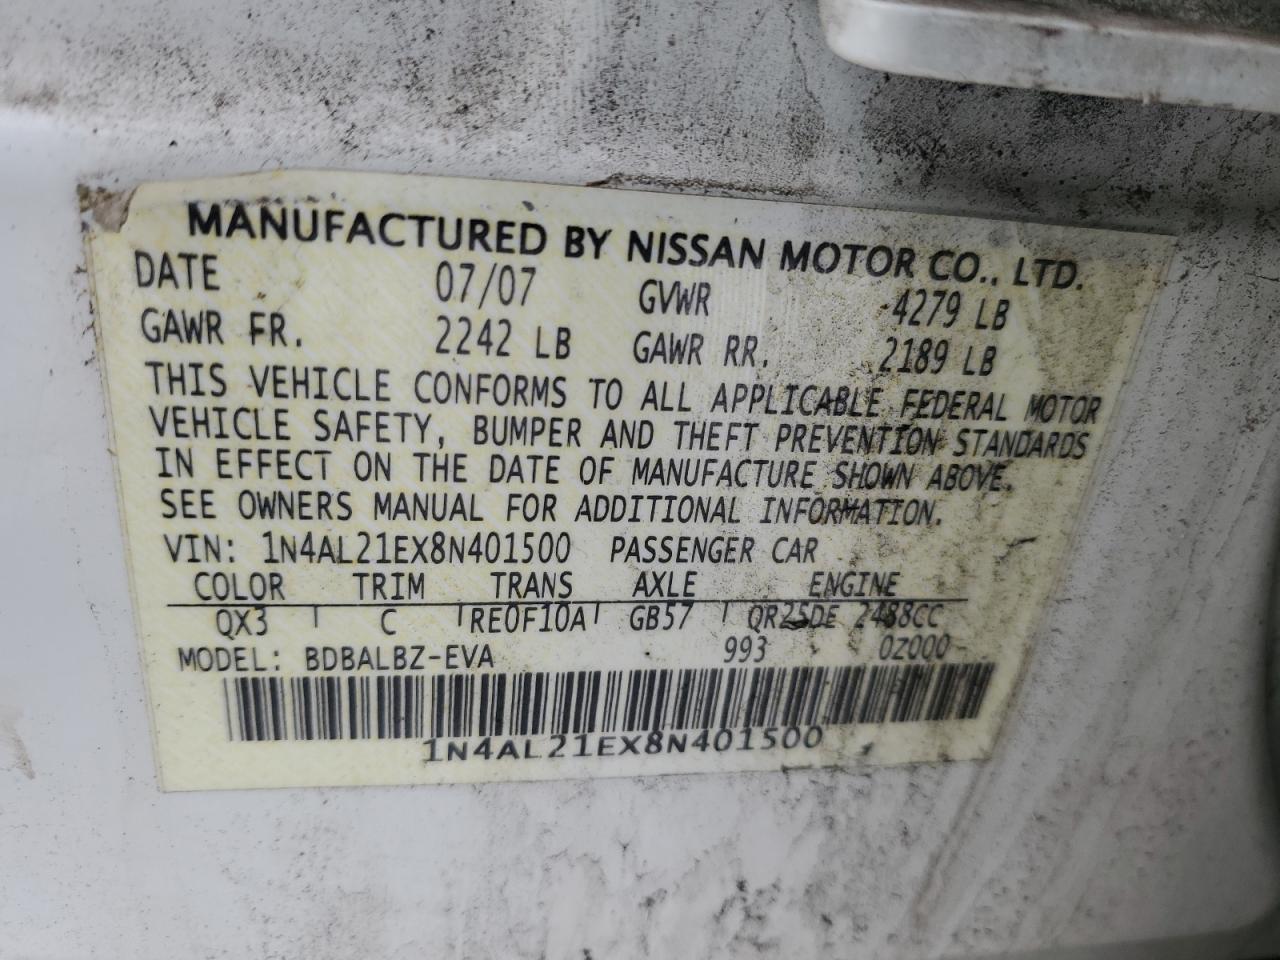 MANUFACTURED BY NISSAN MOTOR CO., LTD.
DATE 07/07 GVWR 4279 LB
GAWR FR. 2242 LB GAWR RR. 2189 LB
THIS VEHICLE CONFORMS TO ALL APPLICABLE FEDERAL MOTOR
VEHICLE SAFETY, BUMPER AND THEFT PREVENTION STANDARDS
IN EFFECT ON THE DATE OF MANUFACTURE SHOWN ABOVE.
SEE OWNERS MANUAL FOR ADDITIONAL INFORMATION.
VIN: 1N4AL21EX8N401500 PASSENGER CAR
COLOR TRIM TRANS AXLE ENGINE
QX3 C RE0F10A GB57 QR25DE 2488CC
MODEL: BDBALBZ-EVA 993 0Z000
1N4AL21EX8N401500